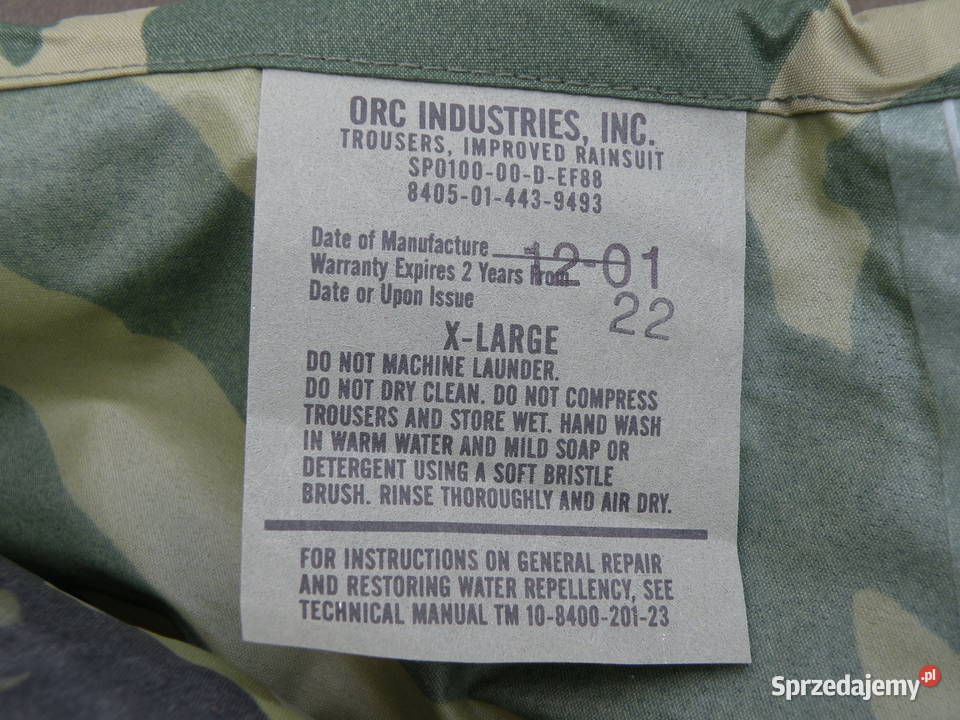 ORC INDUSTRIES, INC.
TROUSERS, IMPROVED RAINSUIT
SP0100-00-D-EF88
8405-01-443-9493
Date of Manufacture 12-01
Warranty Expires 2 Years From
Date or Upon Issue 22
X-LARGE
DO NOT MACHINE LAUNDER.
DO NOT DRY CLEAN. DO NOT COMPRESS
TROUSERS AND STORE WET. HAND WASH
IN WARM WATER AND MILD SOAP OR
DETERGENT USING A SOFT BRISTLE
BRUSH. RINSE THOROUGHLY AND AIR DRY.
FOR INSTRUCTIONS ON GENERAL REPAIR
AND RESTORING WATER REPELLENCY, SEE
TECHNICAL MANUAL TM 10-8400-201-23
Sprzedajemy.pl